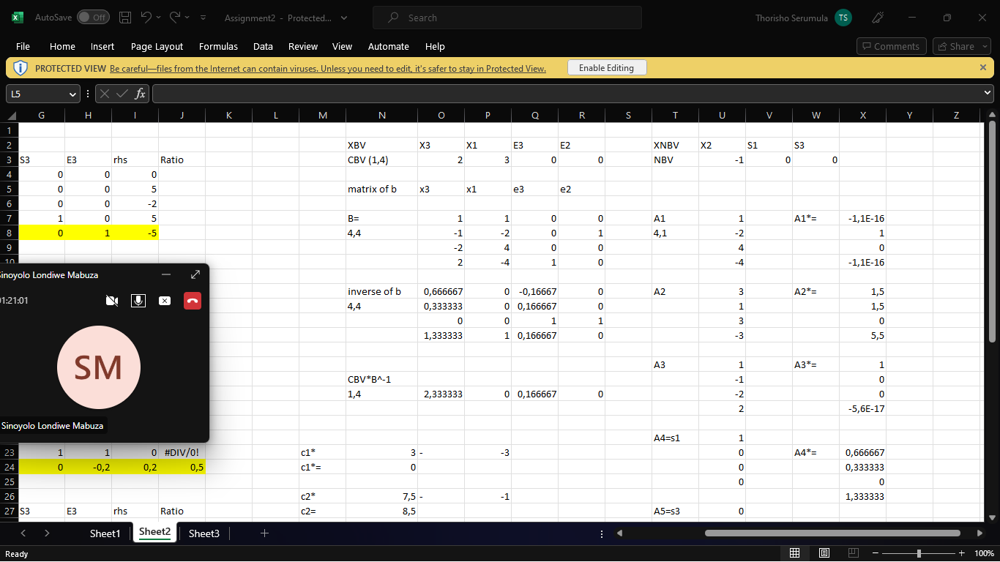 AutoSave Off Assignment2 - Protected... Search Thorisho Serumula TS
File Home Insert Page Layout Formulas Data Review View Automate Help Comments Share
PROTECTED VIEW Be careful—files from the Internet can contain viruses. Unless you need to edit, it's safer to stay in Protected View. Enable Editing
L5 fx
G H I J K L M N O P Q R S T U V W X Y Z
1
2 XBV X3 X1 E3 E2 XNBV X2 S1 S3
3 S3 E3 rhs Ratio CBV (1,4) 2 3 0 0 NBV -1 0 0
4 0 0 0
5 0 0 5 matrix of b x3 x1 e3 e2
6 0 0 -2
7 1 0 5 B= 1 1 0 0 A1 1 A1*= -1,1E-16
8 0 1 -5 4,4 -1 -2 0 1 4,1 -2 1
9 -2 4 0 0 4 0
10 2 -4 1 0 -4 -1,1E-16
Sinoyolo Londiwe Mabuza
inverse of b 0,666667 0 -0,16667 0 A2 3 A2*= 1,5
1:21:01 4,4 0,333333 0 0,166667 0 1 1,5
0 0 1 1 3 0
1,333333 1 0,166667 0 -3 5,5
SM
A3 1 A3*= 1
CBV*B^-1 -1 0
1,4 2,333333 0 0,166667 0 -2 0
2 -5,6E-17
Sinoyolo Londiwe Mabuza
A4=s1 1
23 1 1 0 #DIV/0! c1* 3 - -3 0 A4*= 0,666667
24 0 -0,2 0,2 0,5 c1*= 0 0 0,333333
25 0 0
26 c2* 7,5 - -1 1,333333
27 S3 E3 rhs Ratio c2= 8,5 A5=s3 0
Sheet1 Sheet2 Sheet3
Ready 100%